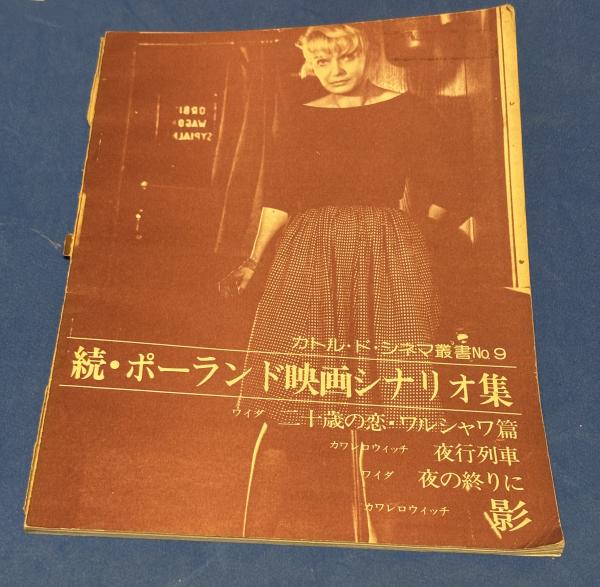 ORBI
WAGO
SYPIALN
カトル・ド・シネマ叢書No.9
続・ポーランド映画シナリオ集
ワイダ 二十歳の恋・ワルシャワ篇
カワレロウィッチ 夜行列車
ワイダ 夜の終りに
カワレロウィッチ 影